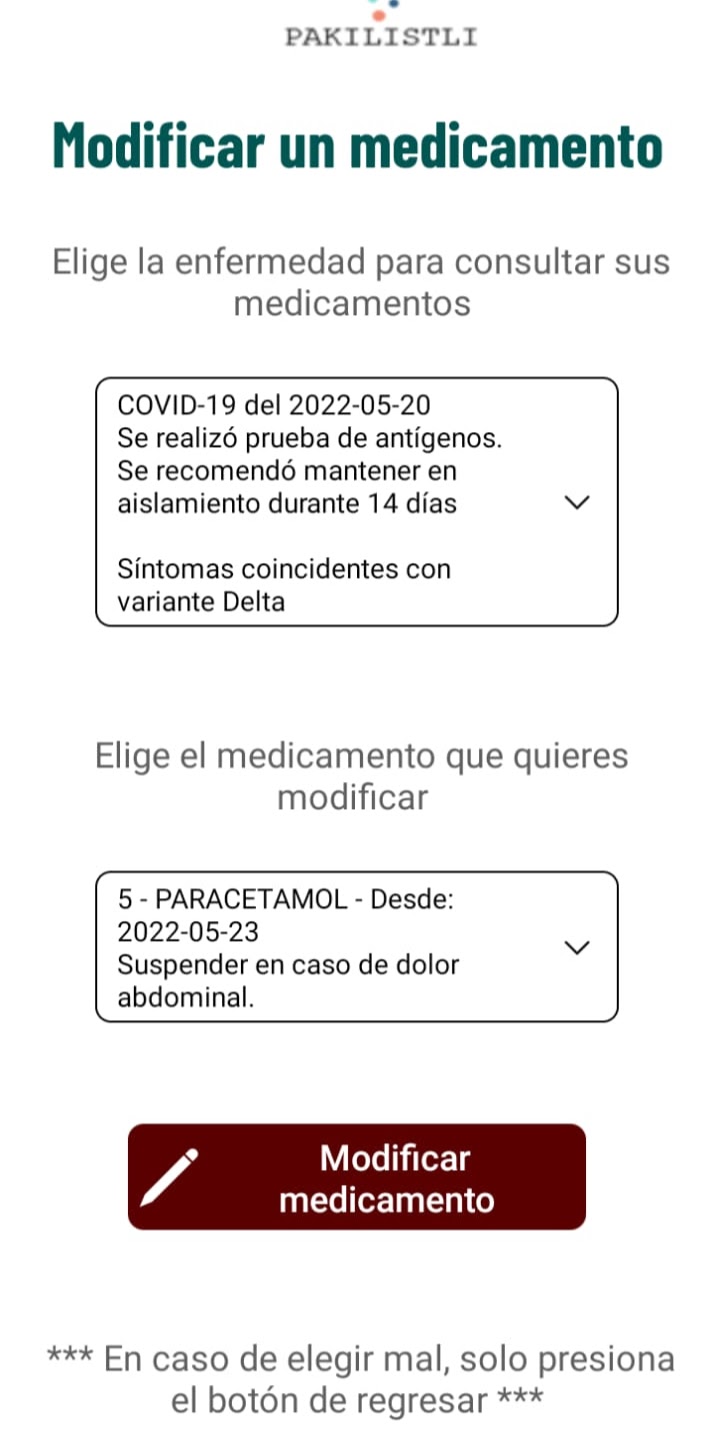 PAKILISTLI
Modificar un medicamento
Elige la enfermedad para consultar sus
medicamentos
COVID-19 del 2022-05-20
Se realizó prueba de antígenos.
Se recomendó mantener en
aislamiento durante 14 días
Síntomas coincidentes con
variante Delta
Elige el medicamento que quieres
modificar
5 - PARACETAMOL - Desde:
2022-05-23
Suspender en caso de dolor
abdominal.
Modificar
medicamento
*** En caso de elegir mal, solo presiona
el botón de regresar ***